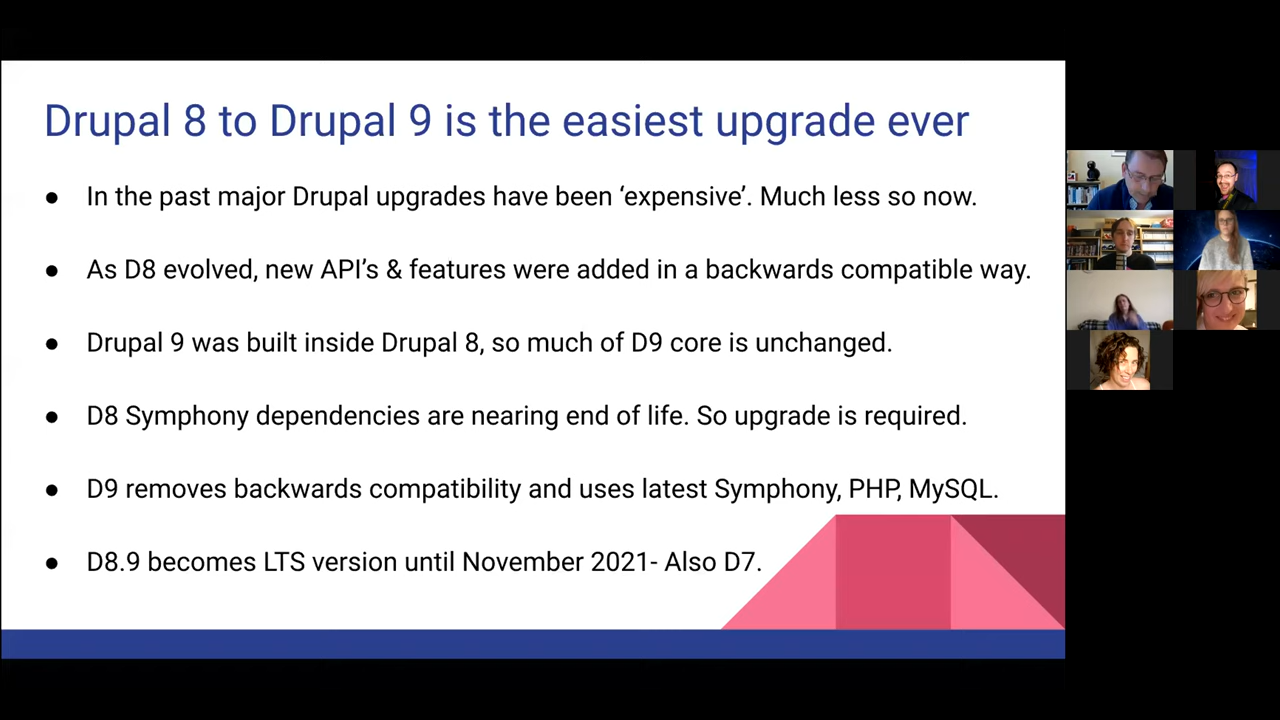 Drupal 8 to Drupal 9 is the easiest upgrade ever
● In the past major Drupal upgrades have been ‘expensive’. Much less so now.
● As D8 evolved, new API’s & features were added in a backwards compatible way.
● Drupal 9 was built inside Drupal 8, so much of D9 core is unchanged.
● D8 Symphony dependencies are nearing end of life. So upgrade is required.
● D9 removes backwards compatibility and uses latest Symphony, PHP, MySQL.
● D8.9 becomes LTS version until November 2021- Also D7.